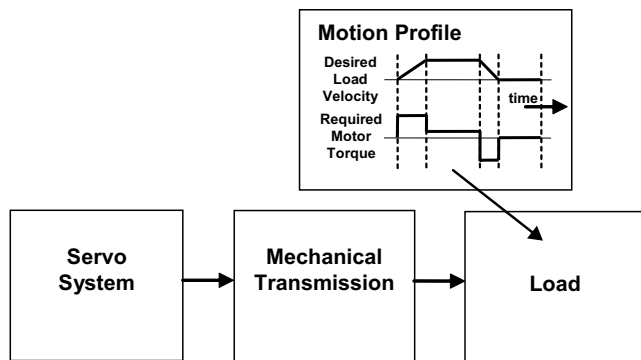 Motion Profile
Desired
Load
Velocity
time
Required
Motor
Torque
Servo
System
Mechanical
Transmission
Load